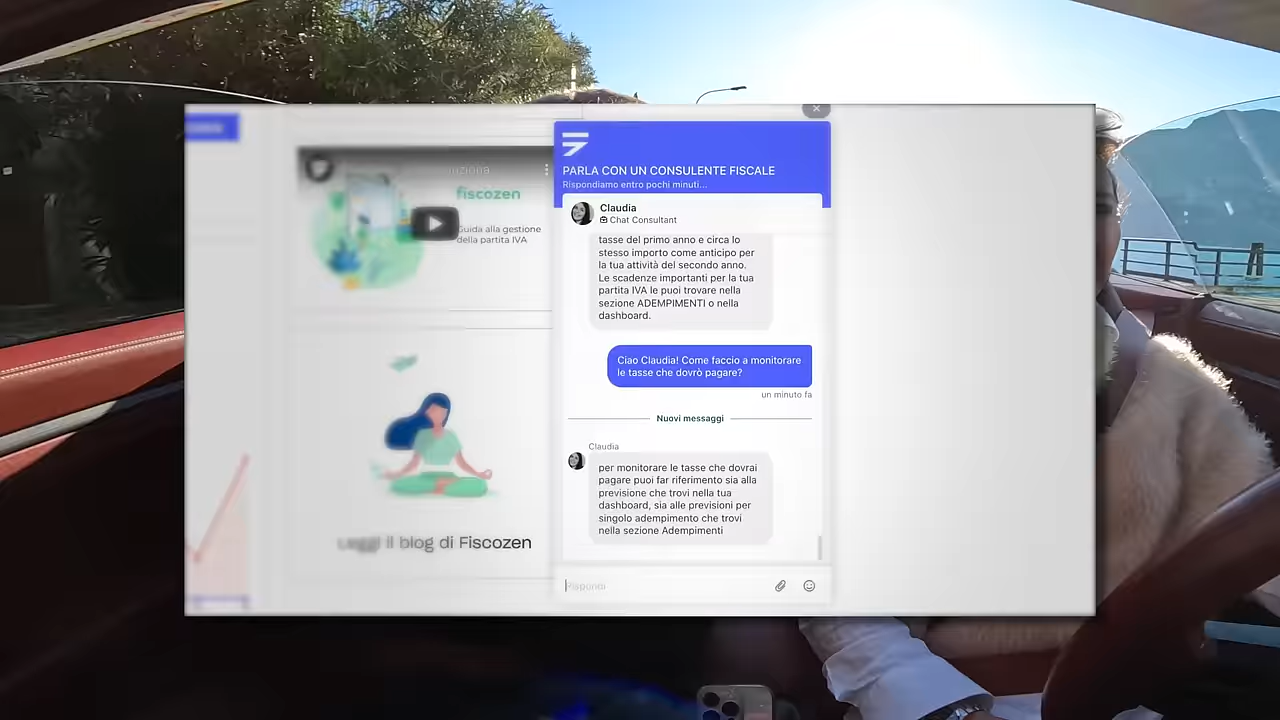 fiscozen
Guida alla gestione
della partita IVA
Leggi il blog di Fiscozen
PARLA CON UN CONSULENTE FISCALE
Rispondiamo entro pochi minuti...
Claudia
Chat Consultant
tasse del primo anno e circa lo
stesso importo come anticipo per
la tua attività del secondo anno.
Le scadenze importanti per la tua
partita IVA le puoi trovare nella
sezione ADEMPIMENTI o nella
dashboard.
Ciao Claudia! Come faccio a monitorare
le tasse che dovrò pagare?
un minuto fa
Nuovi messaggi
Claudia
per monitorare le tasse che dovrai
pagare puoi far riferimento sia alla
previsione che trovi nella tua
dashboard, sia alle previsioni per
singolo adempimento che trovi
nella sezione Adempimenti
Rispondi